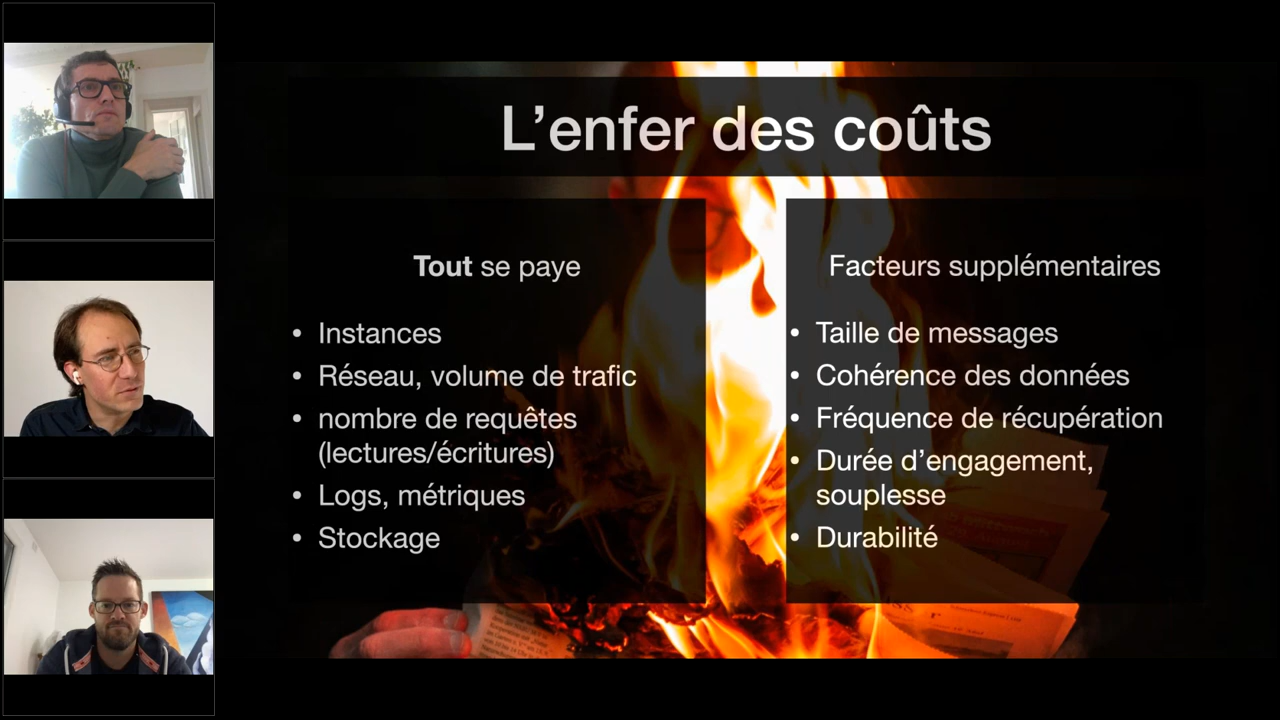 L’enfer des coûts
Tout se paye
• Instances
• Réseau, volume de trafic
• nombre de requêtes
(lectures/écritures)
• Logs, métriques
• Stockage
Facteurs supplémentaires
• Taille de messages
• Cohérence des données
• Fréquence de récupération
• Durée d’engagement,
souplesse
• Durabilité